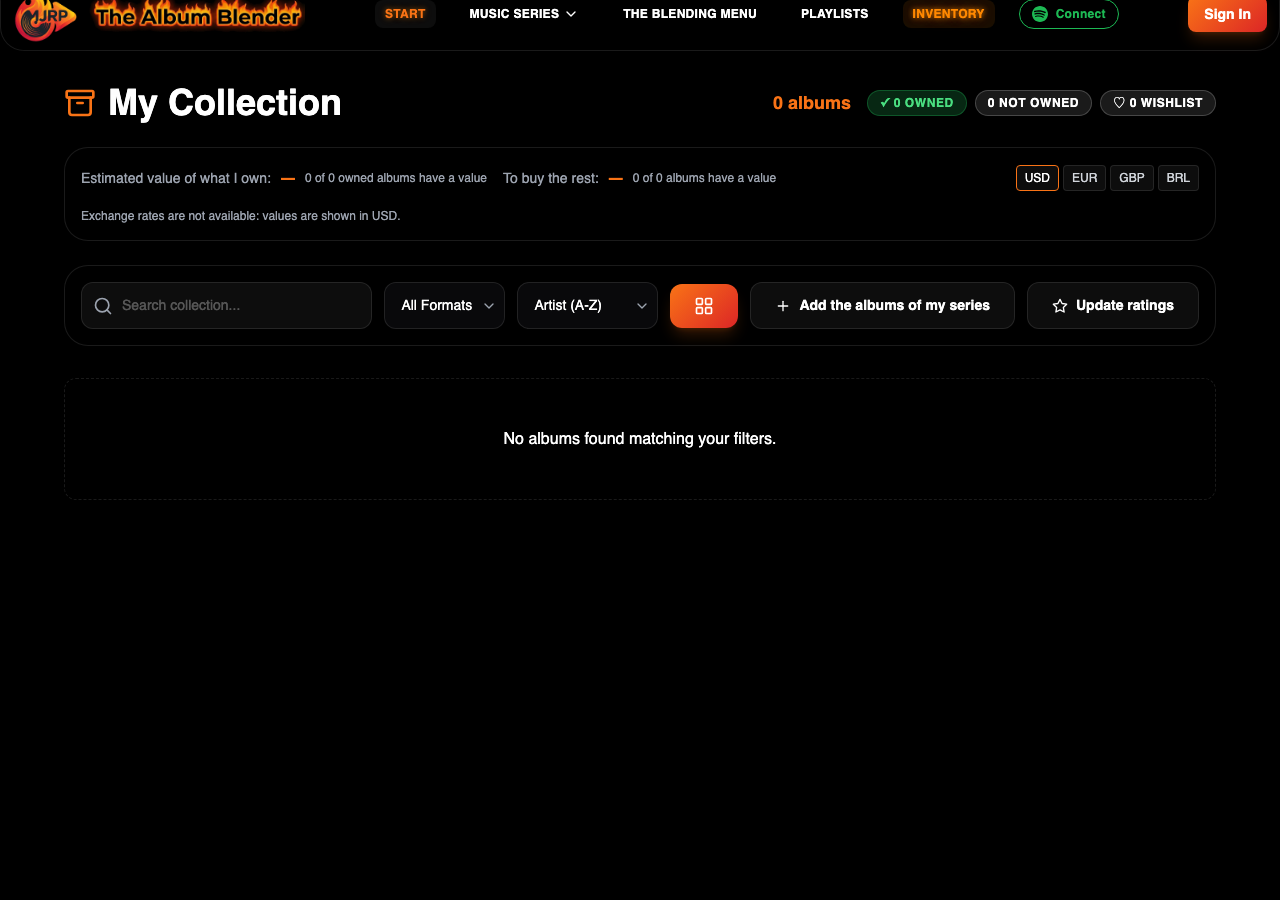 JRP The Album Blender START MUSIC SERIES THE BLENDING MENU PLAYLISTS INVENTORY Connect Sign In
My Collection 0 albums ✓ 0 OWNED 0 NOT OWNED ♡ 0 WISHLIST
Estimated value of what I own: — 0 of 0 owned albums have a value To buy the rest: — 0 of 0 albums have a value USD EUR GBP BRL
Exchange rates are not available: values are shown in USD.
Search collection... All Formats Artist (A-Z) Add the albums of my series Update ratings
No albums found matching your filters.